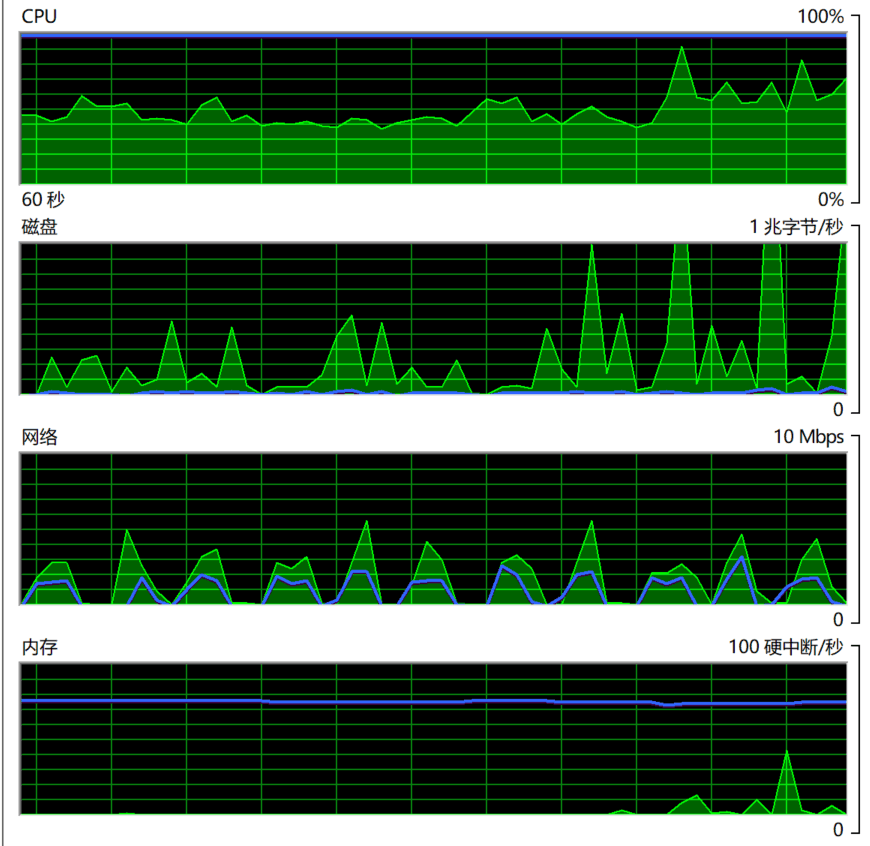 CPU 100%
60 秒 0%
磁盘 1 兆字节/秒
0
网络 10 Mbps
0
内存 100 硬中断/秒
0